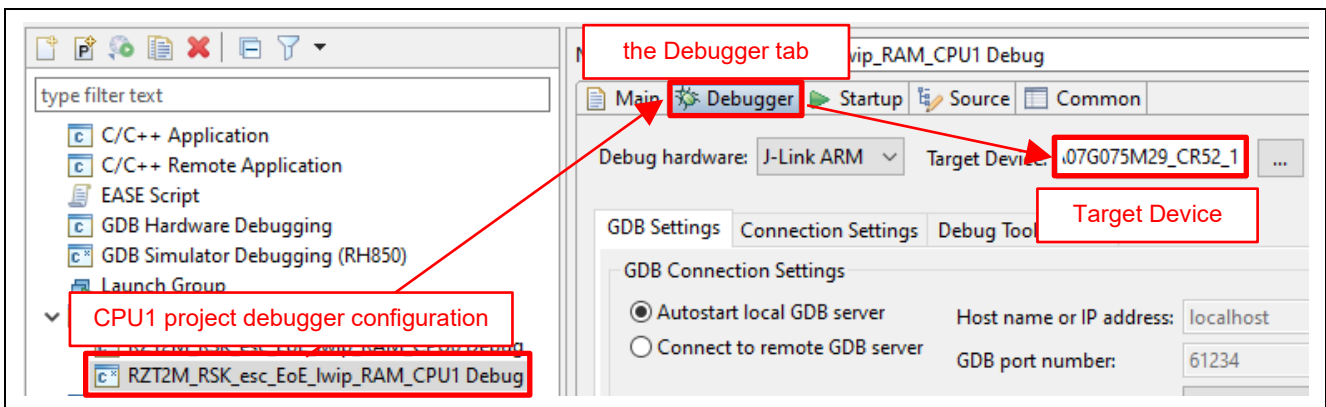 the Debugger tab
vip_RAM_CPU1 Debug
type filter text
Main
Debugger
Startup
Source
Common
C/C++ Application
C/C++ Remote Application
EASE Script
GDB Hardware Debugging
GDB Simulator Debugging (RH850)
Launch Group
Debug hardware: J-Link ARM
Target Device:
07G075M29_CR52_1
...
Target Device
GDB Settings
Connection Settings
Debug Tool
GDB Connection Settings
Autostart local GDB server
Host name or IP address: localhost
Connect to remote GDB server
GDB port number: 61234
CPU1 project debugger configuration
RZT2M_RSK_esc_EoE_lwip_RAM_CPU1 Debug